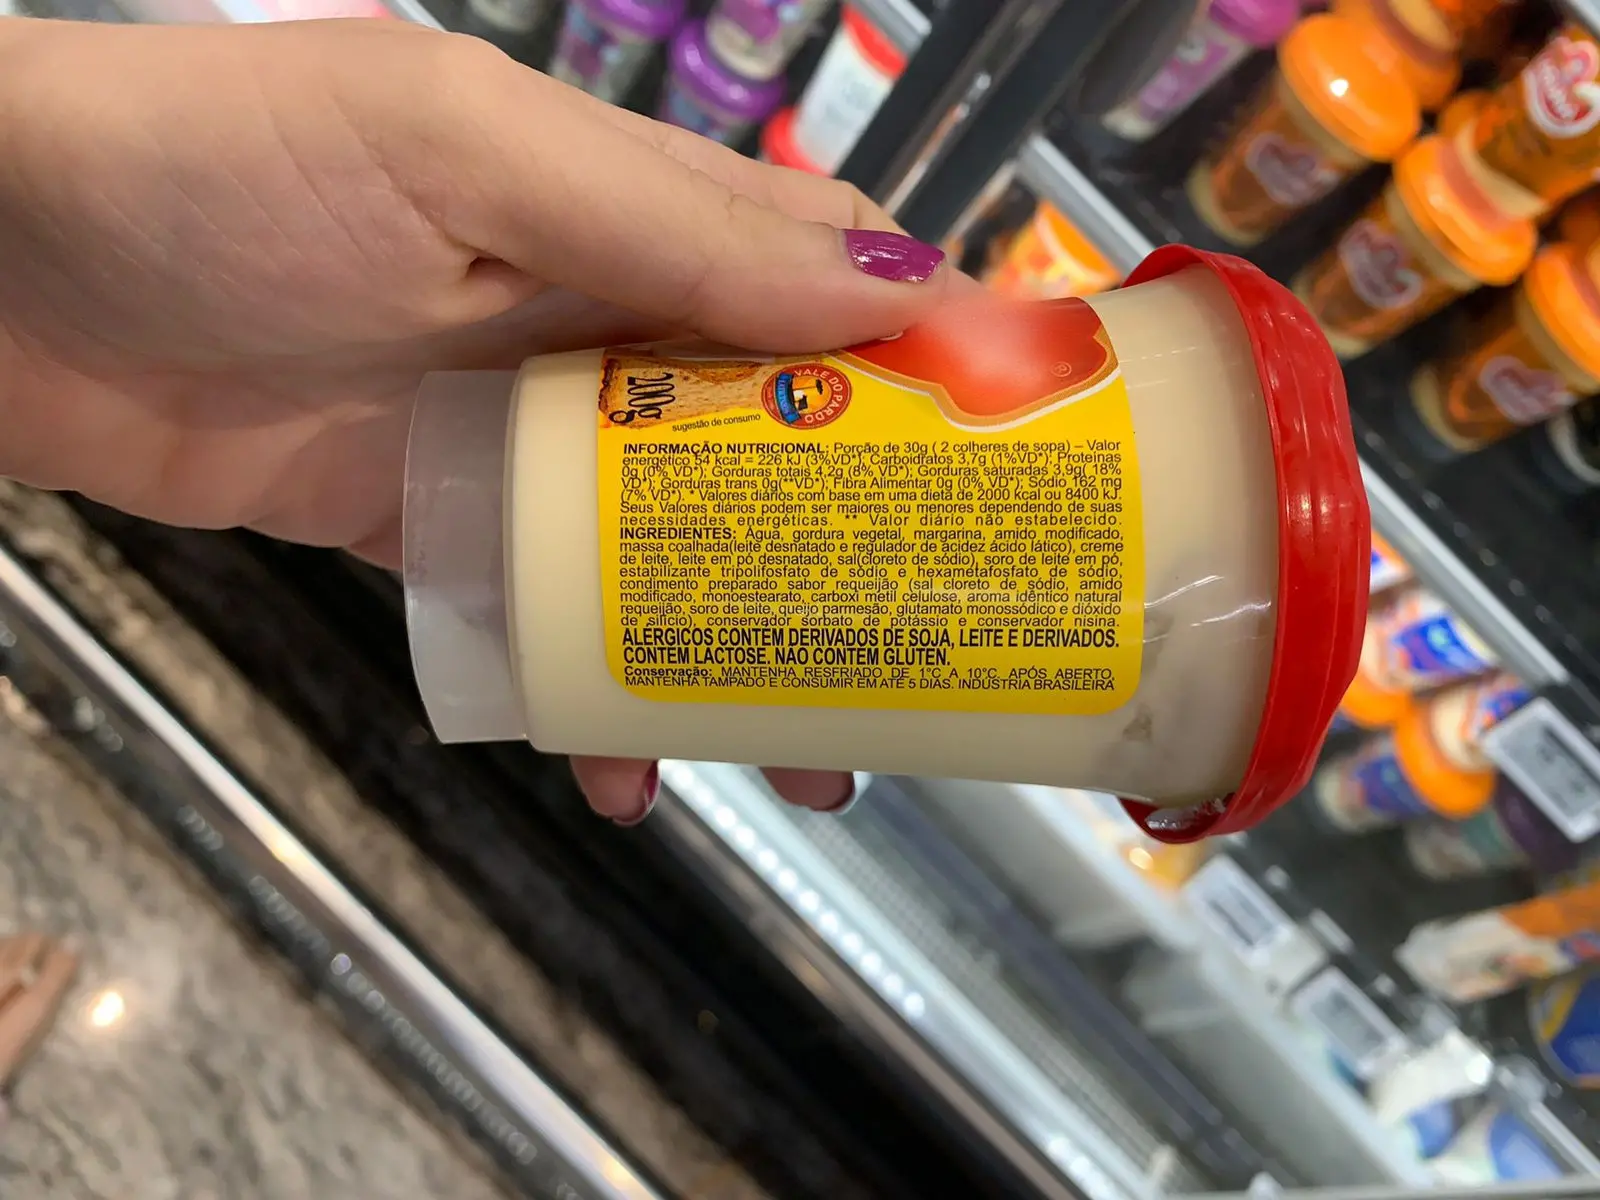 ®
200g
VALE DO PARDO
sugestão de consumo
INFORMAÇÃO NUTRICIONAL: Porção de 30g ( 2 colheres de sopa) – Valor
energético 54 kcal = 226 kJ (3%VD*); Carboidratos 3,7g (1%VD*); Proteínas
0g (0% VD*); Gorduras totais 4,2g (8% VD*); Gorduras saturadas 3,9g( 18%
VD*); Gorduras trans 0g(**VD*); Fibra Alimentar 0g (0% VD*); Sódio 162 mg
(7% VD*). * Valores diários com base em uma dieta de 2000 kcal ou 8400 kJ.
Seus Valores diários podem ser maiores ou menores dependendo de suas
necessidades energéticas. ** Valor diário não estabelecido.
INGREDIENTES: Água, gordura vegetal, margarina, amido modificado,
massa coalhada(leite desnatado e regulador de acidez ácido lático), creme
de leite, leite em pó desnatado, sal(cloreto de sódio), soro de leite em pó,
estabilizante tripolifosfato de sódio e hexametafosfato de sódio,
condimento preparado sabor requeijão (sal cloreto de sódio, amido
modificado, monoestearato, carboxi metil celulose, aroma idêntico natural
requeijão, soro de leite, queijo parmesão, glutamato monossódico e dióxido
de silício), conservador sorbato de potássio e conservador nisina.
ALÉRGICOS CONTÉM DERIVADOS DE SOJA, LEITE E DERIVADOS.
CONTÉM LACTOSE. NÃO CONTÉM GLÚTEN.
Conservação: MANTENHA RESFRIADO DE 1°C A 10°C. APÓS ABERTO,
MANTENHA TAMPADO E CONSUMIR EM ATÉ 5 DIAS. INDÚSTRIA BRASILEIRA